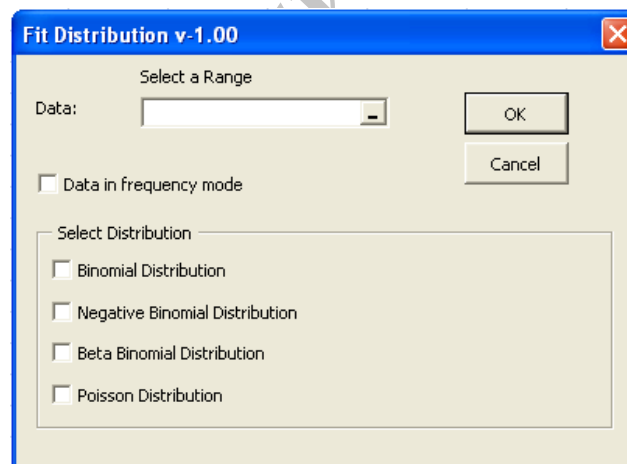 Fit Distribution v-1.00
Select a Range
Data:
OK
Cancel
Data in frequency mode
Select Distribution
Binomial Distribution
Negative Binomial Distribution
Beta Binomial Distribution
Poisson Distribution